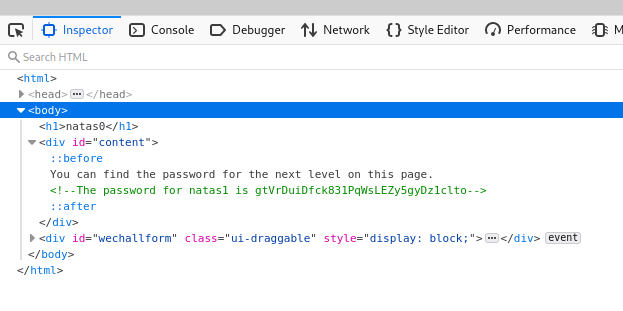 Inspector Console Debugger Network Style Editor Performance M
Search HTML
<html>
<head> ··· </head>
<body>
<h1>natas0</h1>
<div id="content">
::before
You can find the password for the next level on this page.
<!--The password for natas1 is gtVrDuiDfck831PqWsLEZy5gyDz1clto-->
::after
</div>
<div id="wechallform" class="ui-draggable" style="display: block;"> ··· </div> event
</body>
</html>